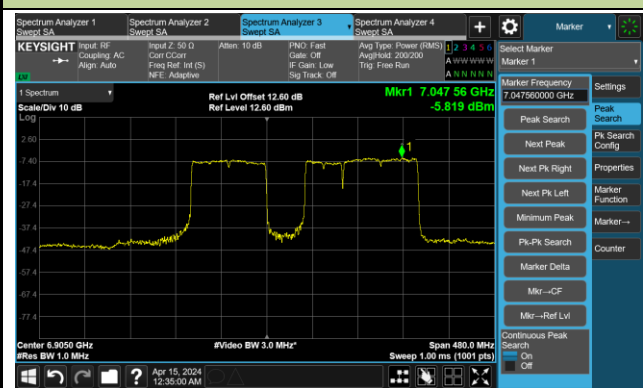 Spectrum Analyzer 1
Swept SA
Spectrum Analyzer 2
Swept SA
Spectrum Analyzer 3
Swept SA
Spectrum Analyzer 4
Swept SA
+
Marker
KEYSIGHT
Input: RF
Coupling: AC
Align: Auto
Input Z: 50 Ω
Corr CCorr
Freq Ref: Int (S)
NFE: Adaptive
Atten: 10 dB
PNO: Fast
Gate: Off
IF Gain: Low
Sig Track: Off
Avg Type: Power (RMS)
Avg|Hold: 200/200
Trig: Free Run
1 2 3 4 5 6
A W W W W W
A N N N N N
LXI
Select Marker
Marker 1
1 Spectrum
Scale/Div 10 dB
Log
Ref Lvl Offset 12.60 dB
Ref Level 12.60 dBm
Mkr1 7.047 56 GHz
-5.819 dBm
2.60
-7.40
-17.4
-27.4
-37.4
-47.4
-57.4
-67.4
-77.4
1
Center 6.9050 GHz
#Res BW 1.0 MHz
#Video BW 3.0 MHz*
Span 480.0 MHz
Sweep 1.00 ms (1001 pts)
Marker Frequency
7.047560000 GHz
Peak Search
Next Peak
Next Pk Right
Next Pk Left
Minimum Peak
Pk-Pk Search
Marker Delta
Mkr→CF
Mkr→Ref Lvl
Continuous Peak
Search
On
Off
Settings
Peak
Search
Pk Search
Config
Properties
Marker
Function
Marker→
Counter
?
Apr 15, 2024
12:35:00 AM